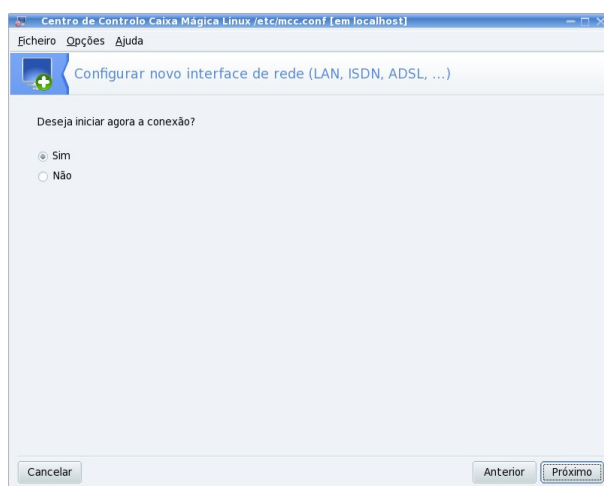 Centro de Controlo Caixa Mágica Linux /etc/mcc.conf [em localhost]
Ficheiro Opções Ajuda
Configurar novo interface de rede (LAN, ISDN, ADSL, ...)
Deseja iniciar agora a conexão?
Sim
Não
Cancelar Anterior Próximo